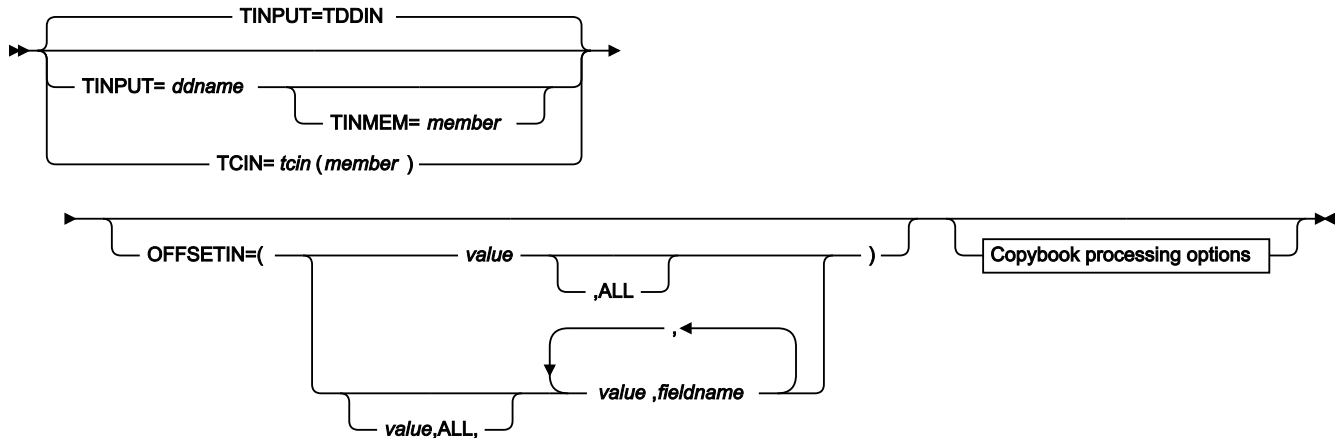 TINPUT=TDDIN
TINPUT= ddname
TINMEM= member
TCIN= tcin (member )
OFFSETIN=( value )
,ALL
Copybook processing options
,
value ,fieldname
value,ALL,